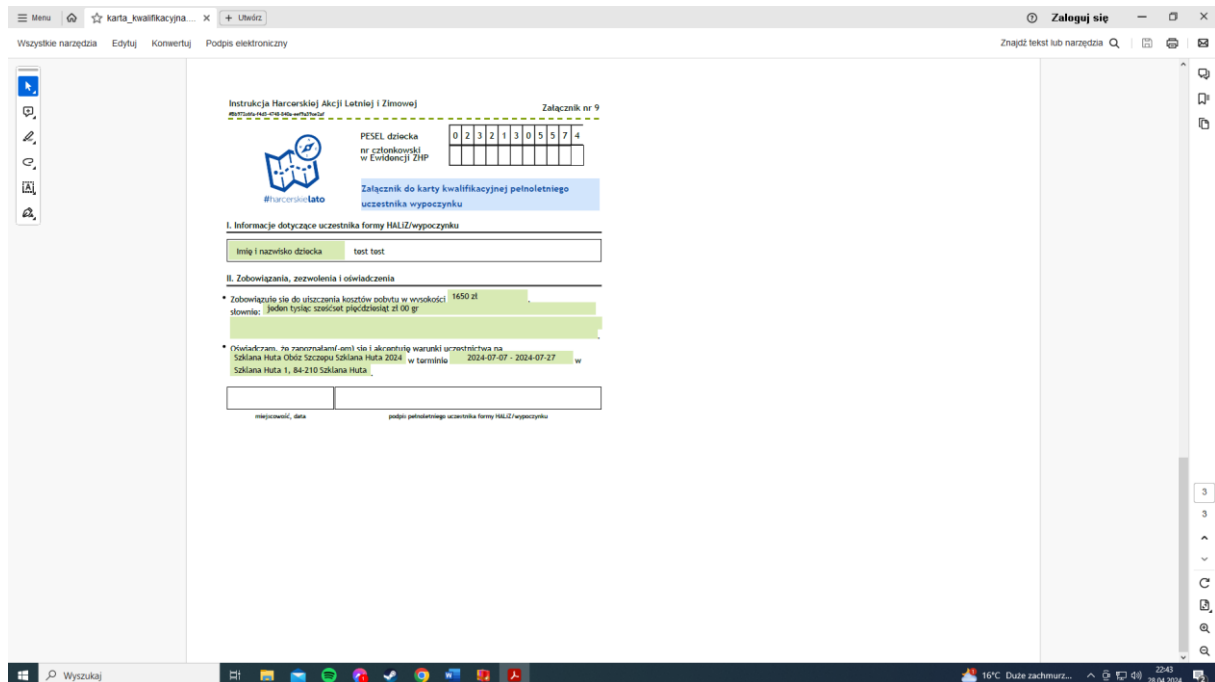 Menu
karta_kwalifikacyjna...
+ Utwórz
Zaloguj się
Wszystkie narzędzia Edytuj Konwertuj Podpis elektroniczny
Znajdź tekst lub narzędzia
Instrukcja Harcerskiej Akcji Letniej i Zimowej
Załącznik nr 9
PESEL dziecka 0 2 3 2 1 3 0 5 5 7 4
nr członkowski
w Ewidencji ZHP
#harcerskielato
Załącznik do karty kwalifikacyjnej pełnoletniego
uczestnika wypoczynku
I. Informacje dotyczące uczestnika formy HALiZ/wypoczynku
Imię i nazwisko dziecka test test
II. Zobowiązania, zezwolenia i oświadczenia
• Zobowiązuję się do uiszczenia kosztów pobytu w wysokości 1650 zł ,
słownie: jeden tysiąc sześćset pięćdziesiąt zł 00 gr
.
• Oświadczam, że zapoznałam(-em) się i akceptuję warunki uczestnictwa na
Szklana Huta Obóz Szczepu Szklana Huta 2024 w terminie 2024-07-07 - 2024-07-27 w
Szklana Huta 1, 84-210 Szklana Huta .
miejscowość, data
podpis pełnoletniego uczestnika formy HALiZ/wypoczynku
3
3
Wyszukaj
16°C Duże zachmurz...
22:43